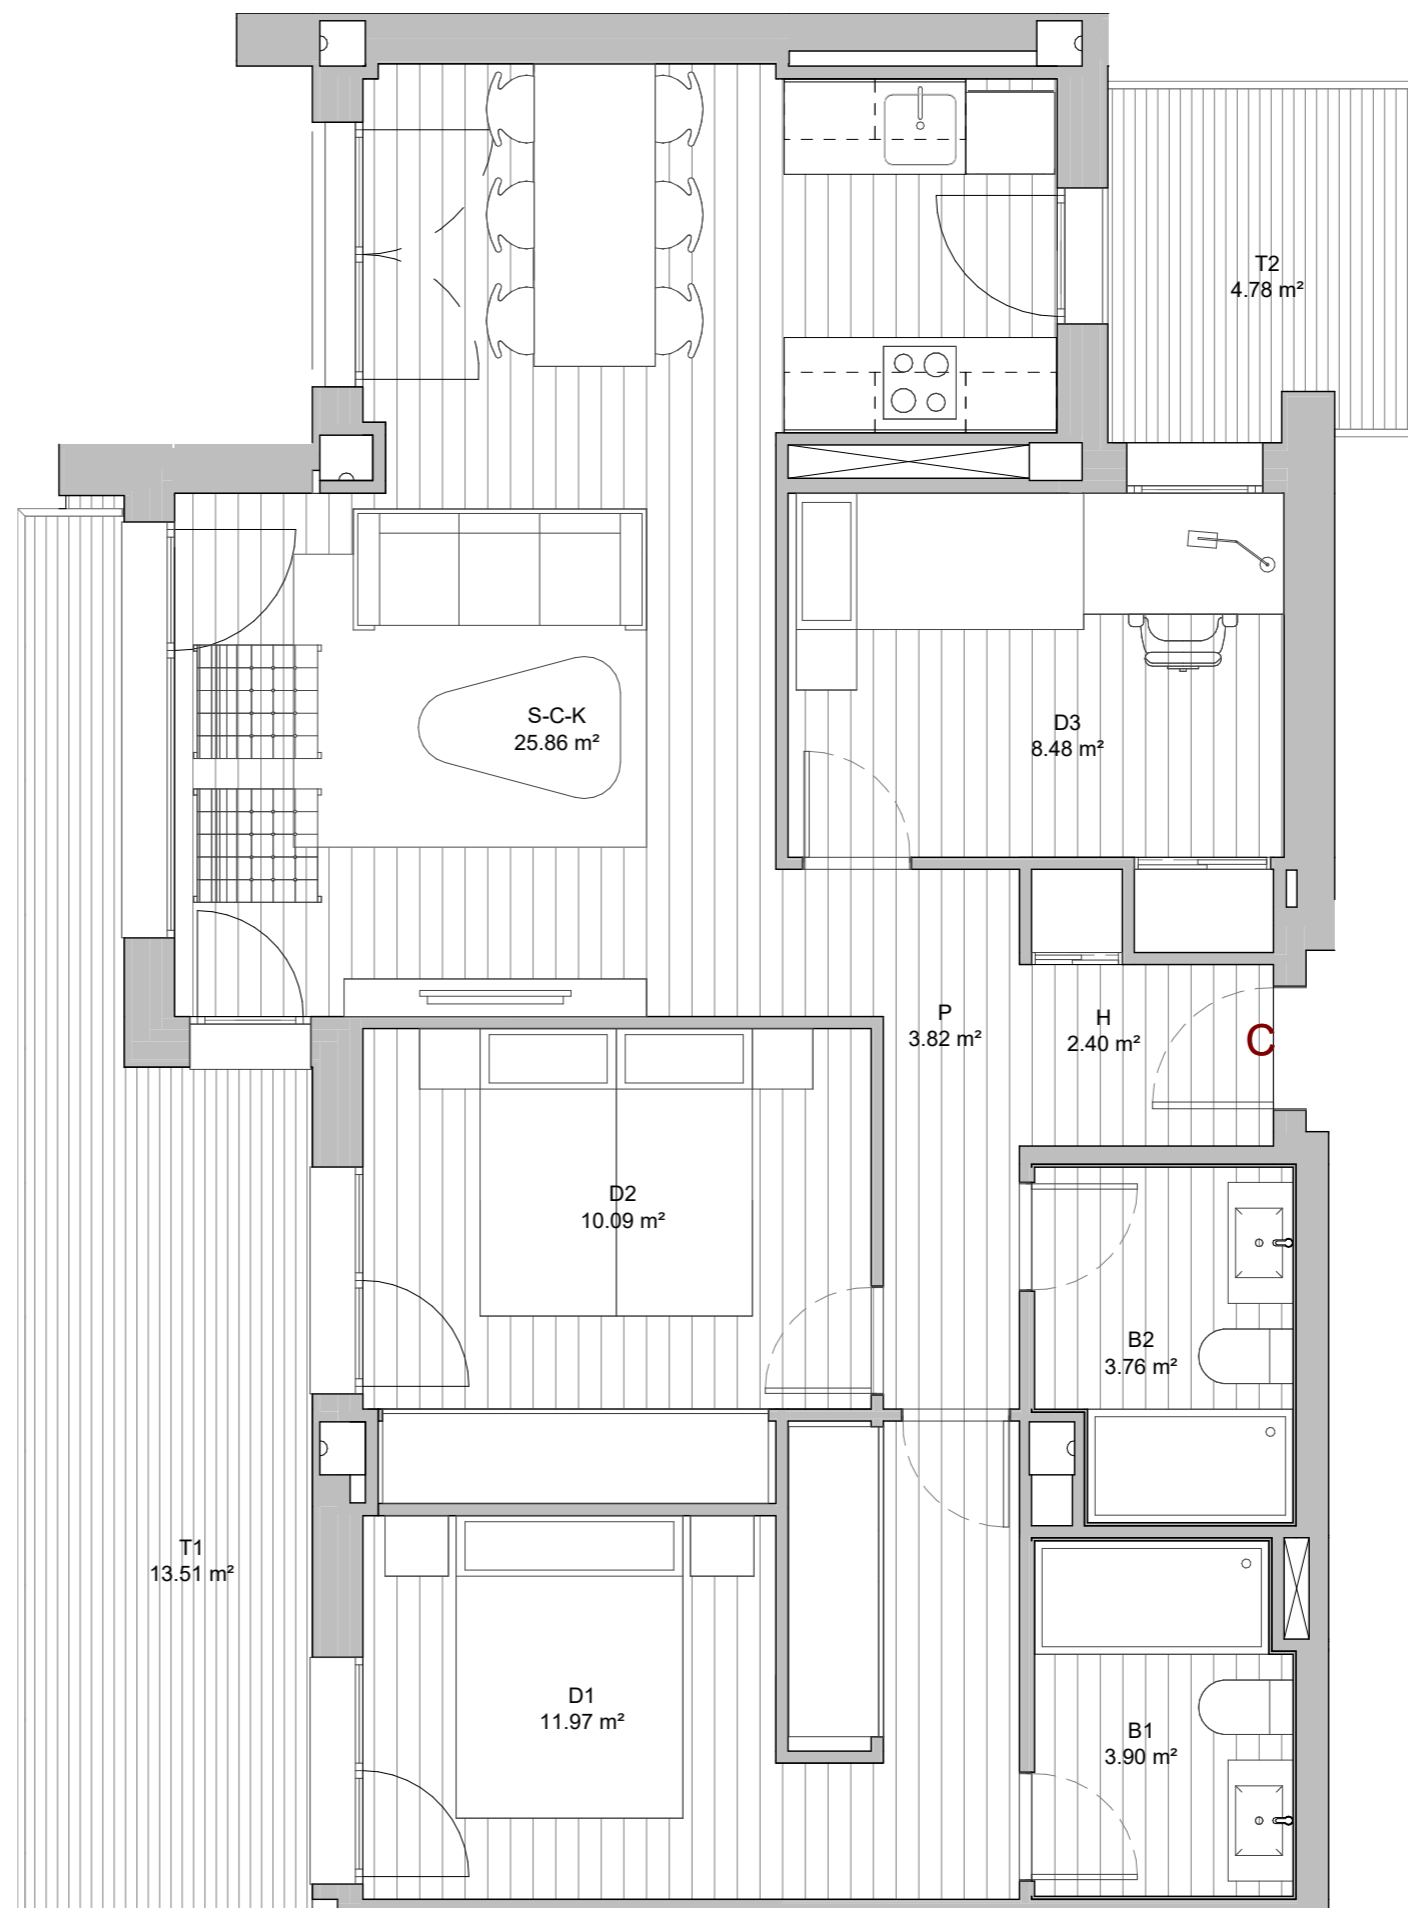 T2
4.78 m²
S-C-K
25.86 m²
D3
8.48 m²
P
3.82 m²
H
2.40 m²
C
D2
10.09 m²
B2
3.76 m²
T1
13.51 m²
D1
11.97 m²
B1
3.90 m²